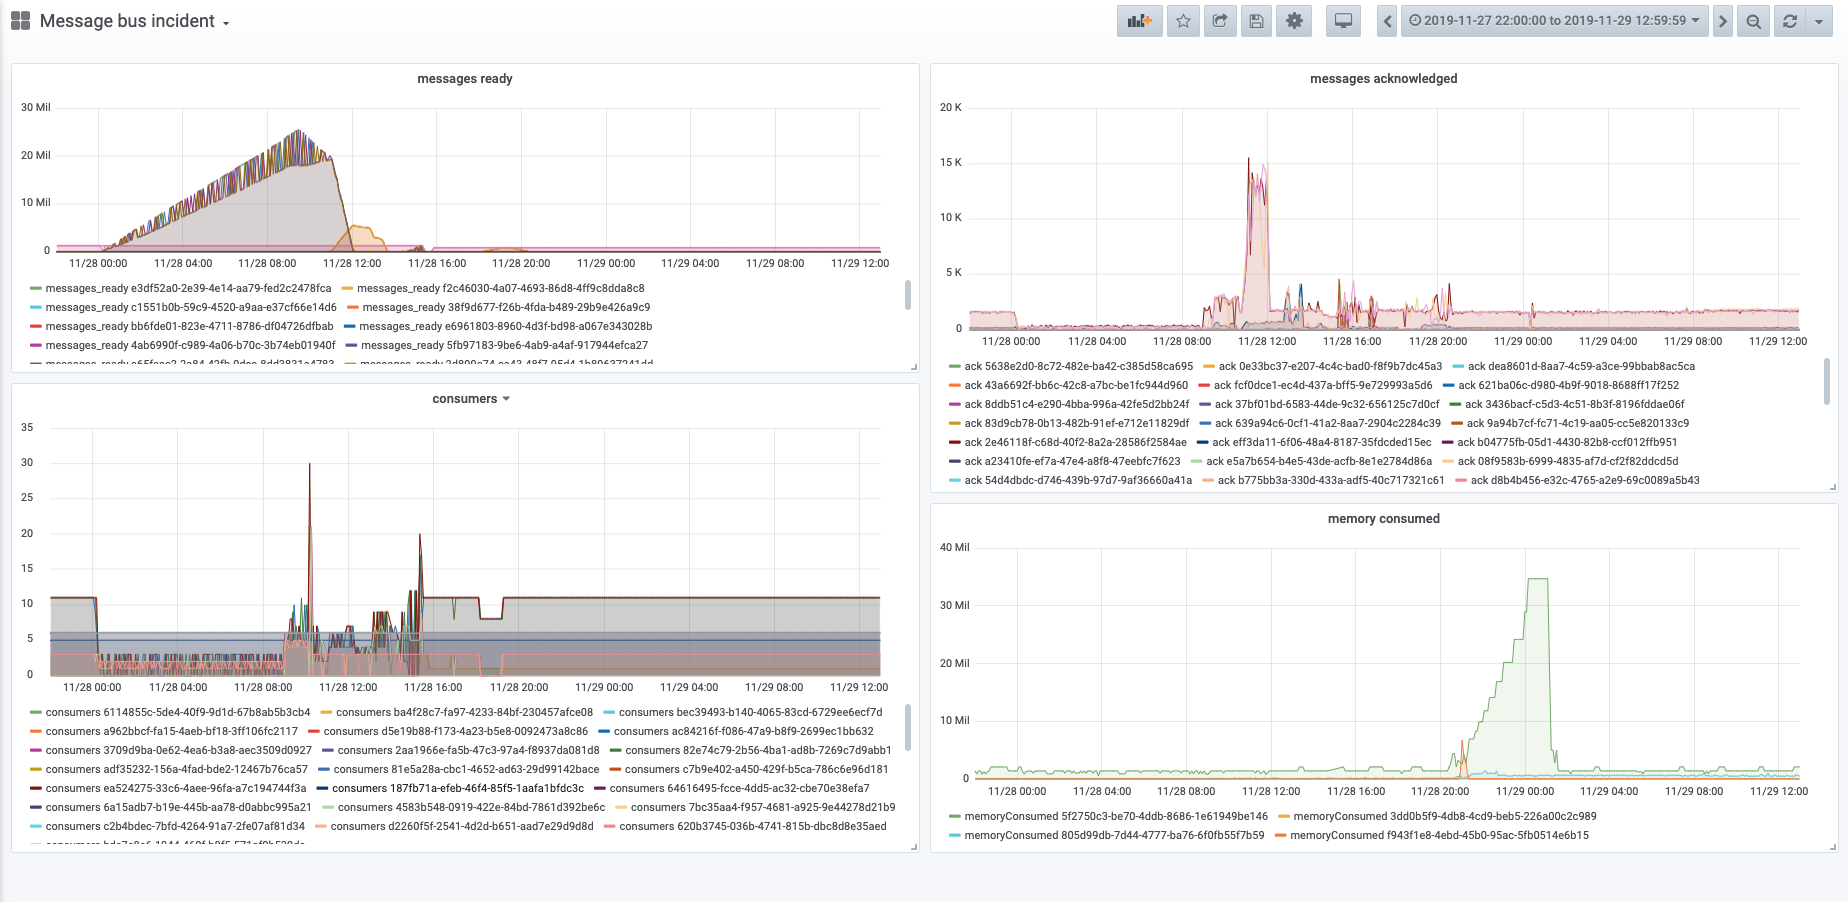 Message bus incident
2019-11-27 22:00:00 to 2019-11-29 12:59:59
messages ready
30 Mil
20 Mil
10 Mil
0
11/28 00:00 11/28 04:00 11/28 08:00 11/28 12:00 11/28 16:00 11/28 20:00 11/29 00:00 11/29 04:00 11/29 08:00 11/29 12:00
messages_ready e3df52a0-2e39-4e14-aa79-fed2c2478fca messages_ready f2c46030-4a07-4693-86d8-4ff9c8dda8c8
messages_ready c1551b0b-59c9-4520-a9aa-e37cf66e14d6 messages_ready 38f9d677-f26b-4fda-b489-29b9e426a9c9
messages_ready bb6fde01-823e-4711-8786-df04726dfbab messages_ready e6961803-8960-4d3f-bd98-a067e343028b
messages_ready 4ab6990f-c989-4a06-b70c-3b74eb01940f messages_ready 5fb97183-9be6-4ab9-a4af-917944efca27
messages acknowledged
20 K
15 K
10 K
5 K
0
11/28 00:00 11/28 04:00 11/28 08:00 11/28 12:00 11/28 16:00 11/28 20:00 11/29 00:00 11/29 04:00 11/29 08:00 11/29 12:00
ack 5638e2d0-8c72-482e-ba42-c385d58ca695 ack 0e33bc37-e207-4c4c-bad0-f8f9b7dc45a3 ack dea8601d-8aa7-4c59-a3ce-99bbab8ac5ca
ack 43a6692f-bb6c-42c8-a7bc-be1fc944d960 ack fcf0dce1-ec4d-437a-bff5-9e729993a5d6 ack 621ba06c-d980-4b9f-9018-8688ff17f252
ack 8ddb51c4-e290-4bba-996a-42fe5d2bb24f ack 37bf01bd-6583-44de-9c32-656125c7d0cf ack 3436bacf-c5d3-4c51-8b3f-8196fddae06f
ack 83d9cb78-0b13-482b-91ef-e712e11829df ack 639a94c6-0cf1-41a2-8aa7-2904c2284c39 ack 9a94b7cf-fc71-4c19-aa05-cc5e820133c9
ack 2e46118f-c68d-40f2-8a2a-28586f2584ae ack eff3da11-6f06-48a4-8187-35fdcded15ec ack b04775fb-05d1-4430-82b8-ccf012ffb951
ack a23410fe-ef7a-47e4-a8f8-47eebfc7f623 ack e5a7b654-b4e5-43de-acfb-8e1e2784d86a ack 08f9583b-6999-4835-af7d-cf2f82ddcd5d
ack 54d4dbdc-d746-439b-97d7-9af36660a41a ack b775bb3a-330d-433a-adf5-40c717321c61 ack d8b4b456-e32c-4765-a2e9-69c0089a5b43
consumers
35
30
25
20
15
10
5
0
11/28 00:00 11/28 04:00 11/28 08:00 11/28 12:00 11/28 16:00 11/28 20:00 11/29 00:00 11/29 04:00 11/29 08:00 11/29 12:00
consumers 6114855c-5de4-40f9-9d1d-67b8ab5b3cb4 consumers ba4f28c7-fa97-4233-84bf-230457afce08 consumers bec39493-b140-4065-83cd-6729ee6ecf7d
consumers a962bbcf-fa15-4aeb-bf18-3ff106fc2117 consumers d5e19b88-f173-4a23-b5e8-0092473a8c86 consumers ac84216f-f086-47a9-b8f9-2699ec1bb632
consumers 3709d9ba-0e62-4ea6-b3a8-aec3509d0927 consumers 2aa1966e-fa5b-47c3-97a4-f8937da081d8 consumers 82e74c79-2b56-4ba1-ad8b-7269c7d9abb1
consumers adf35232-156a-4fad-bde2-12467b76ca57 consumers 81e5a28a-cbc1-4652-ad63-29d99142bace consumers c7b9e402-a450-429f-b5ca-786c6e96d181
consumers ea524275-33c6-4aee-96fa-a7c194744f3a consumers 187fb71a-efeb-46f4-85f5-1aafa1bfdc3c consumers 64616495-fcce-4dd5-ac32-cbe70e38efa7
consumers 6a15adb7-b19e-445b-aa78-d0abbc995a21 consumers 4583b548-0919-422e-84bd-7861d392be6c consumers 7bc35aa4-f957-4681-a925-9e44278d21b9
consumers c2b4bdec-7bfd-4264-91a7-2fe07af81d34 consumers d2260f5f-2541-4d2d-b651-aad7e29d9d8d consumers 620b3745-036b-4741-815b-dbc8d8e35aed
memory consumed
40 Mil
30 Mil
20 Mil
10 Mil
0
11/28 00:00 11/28 04:00 11/28 08:00 11/28 12:00 11/28 16:00 11/28 20:00 11/29 00:00 11/29 04:00 11/29 08:00 11/29 12:00
memoryConsumed 5f2750c3-be70-4ddb-8686-1e61949be146 memoryConsumed 3dd0b5f9-4db8-4cd9-beb5-226a00c2c989
memoryConsumed 805d99db-7d44-4777-ba76-6f0fb55f7b59 memoryConsumed f943f1e8-4ebd-45b0-95ac-5fb0514e6b15